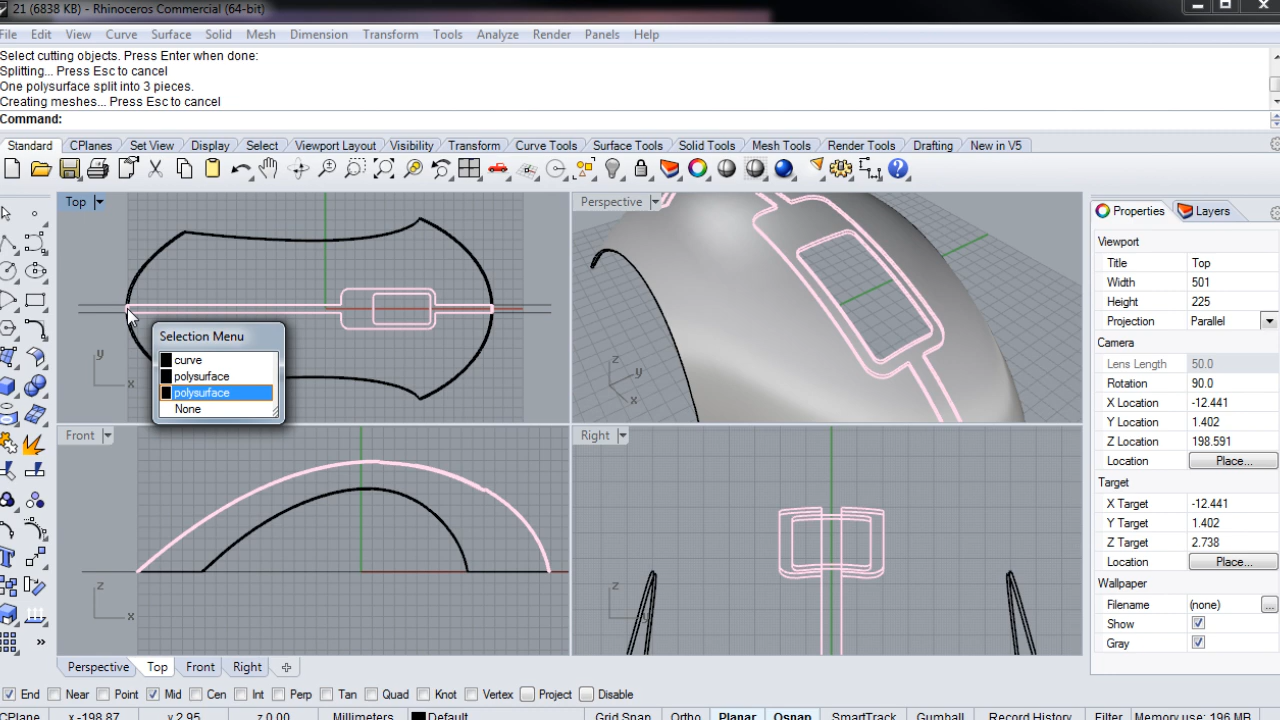 21 (6838 KB) - Rhinoceros Commercial (64-bit)
File Edit View Curve Surface Solid Mesh Dimension Transform Tools Analyze Render Panels Help
Select cutting objects. Press Enter when done:
Splitting... Press Esc to cancel
One polysurface split into 3 pieces.
Creating meshes... Press Esc to cancel
Command:
Standard CPlanes Set View Display Select Viewport Layout Visibility Transform Curve Tools Surface Tools Solid Tools Mesh Tools Render Tools Drafting New in V5
Top
y
x
Selection Menu
curve
polysurface
polysurface
None
Perspective
z
y
x
Front
z
x
Right
z
Properties Layers
Viewport
Title Top
Width 501
Height 225
Projection Parallel
Camera
Lens Length 50.0
Rotation 90.0
X Location -12.441
Y Location 1.402
Z Location 198.591
Location Place...
Target
X Target -12.441
Y Target 1.402
Z Target 2.738
Location Place...
Wallpaper
Filename (none) ...
Show
Gray
Perspective Top Front Right
End Near Point Mid Cen Int Perp Tan Quad Knot Vertex Project Disable
CPlane x -198.87 y 2.95 z 0.00 Millimeters Default Grid Snap Ortho Planar Osnap SmartTrack Gumball Record History Filter Memory use: 196 MB